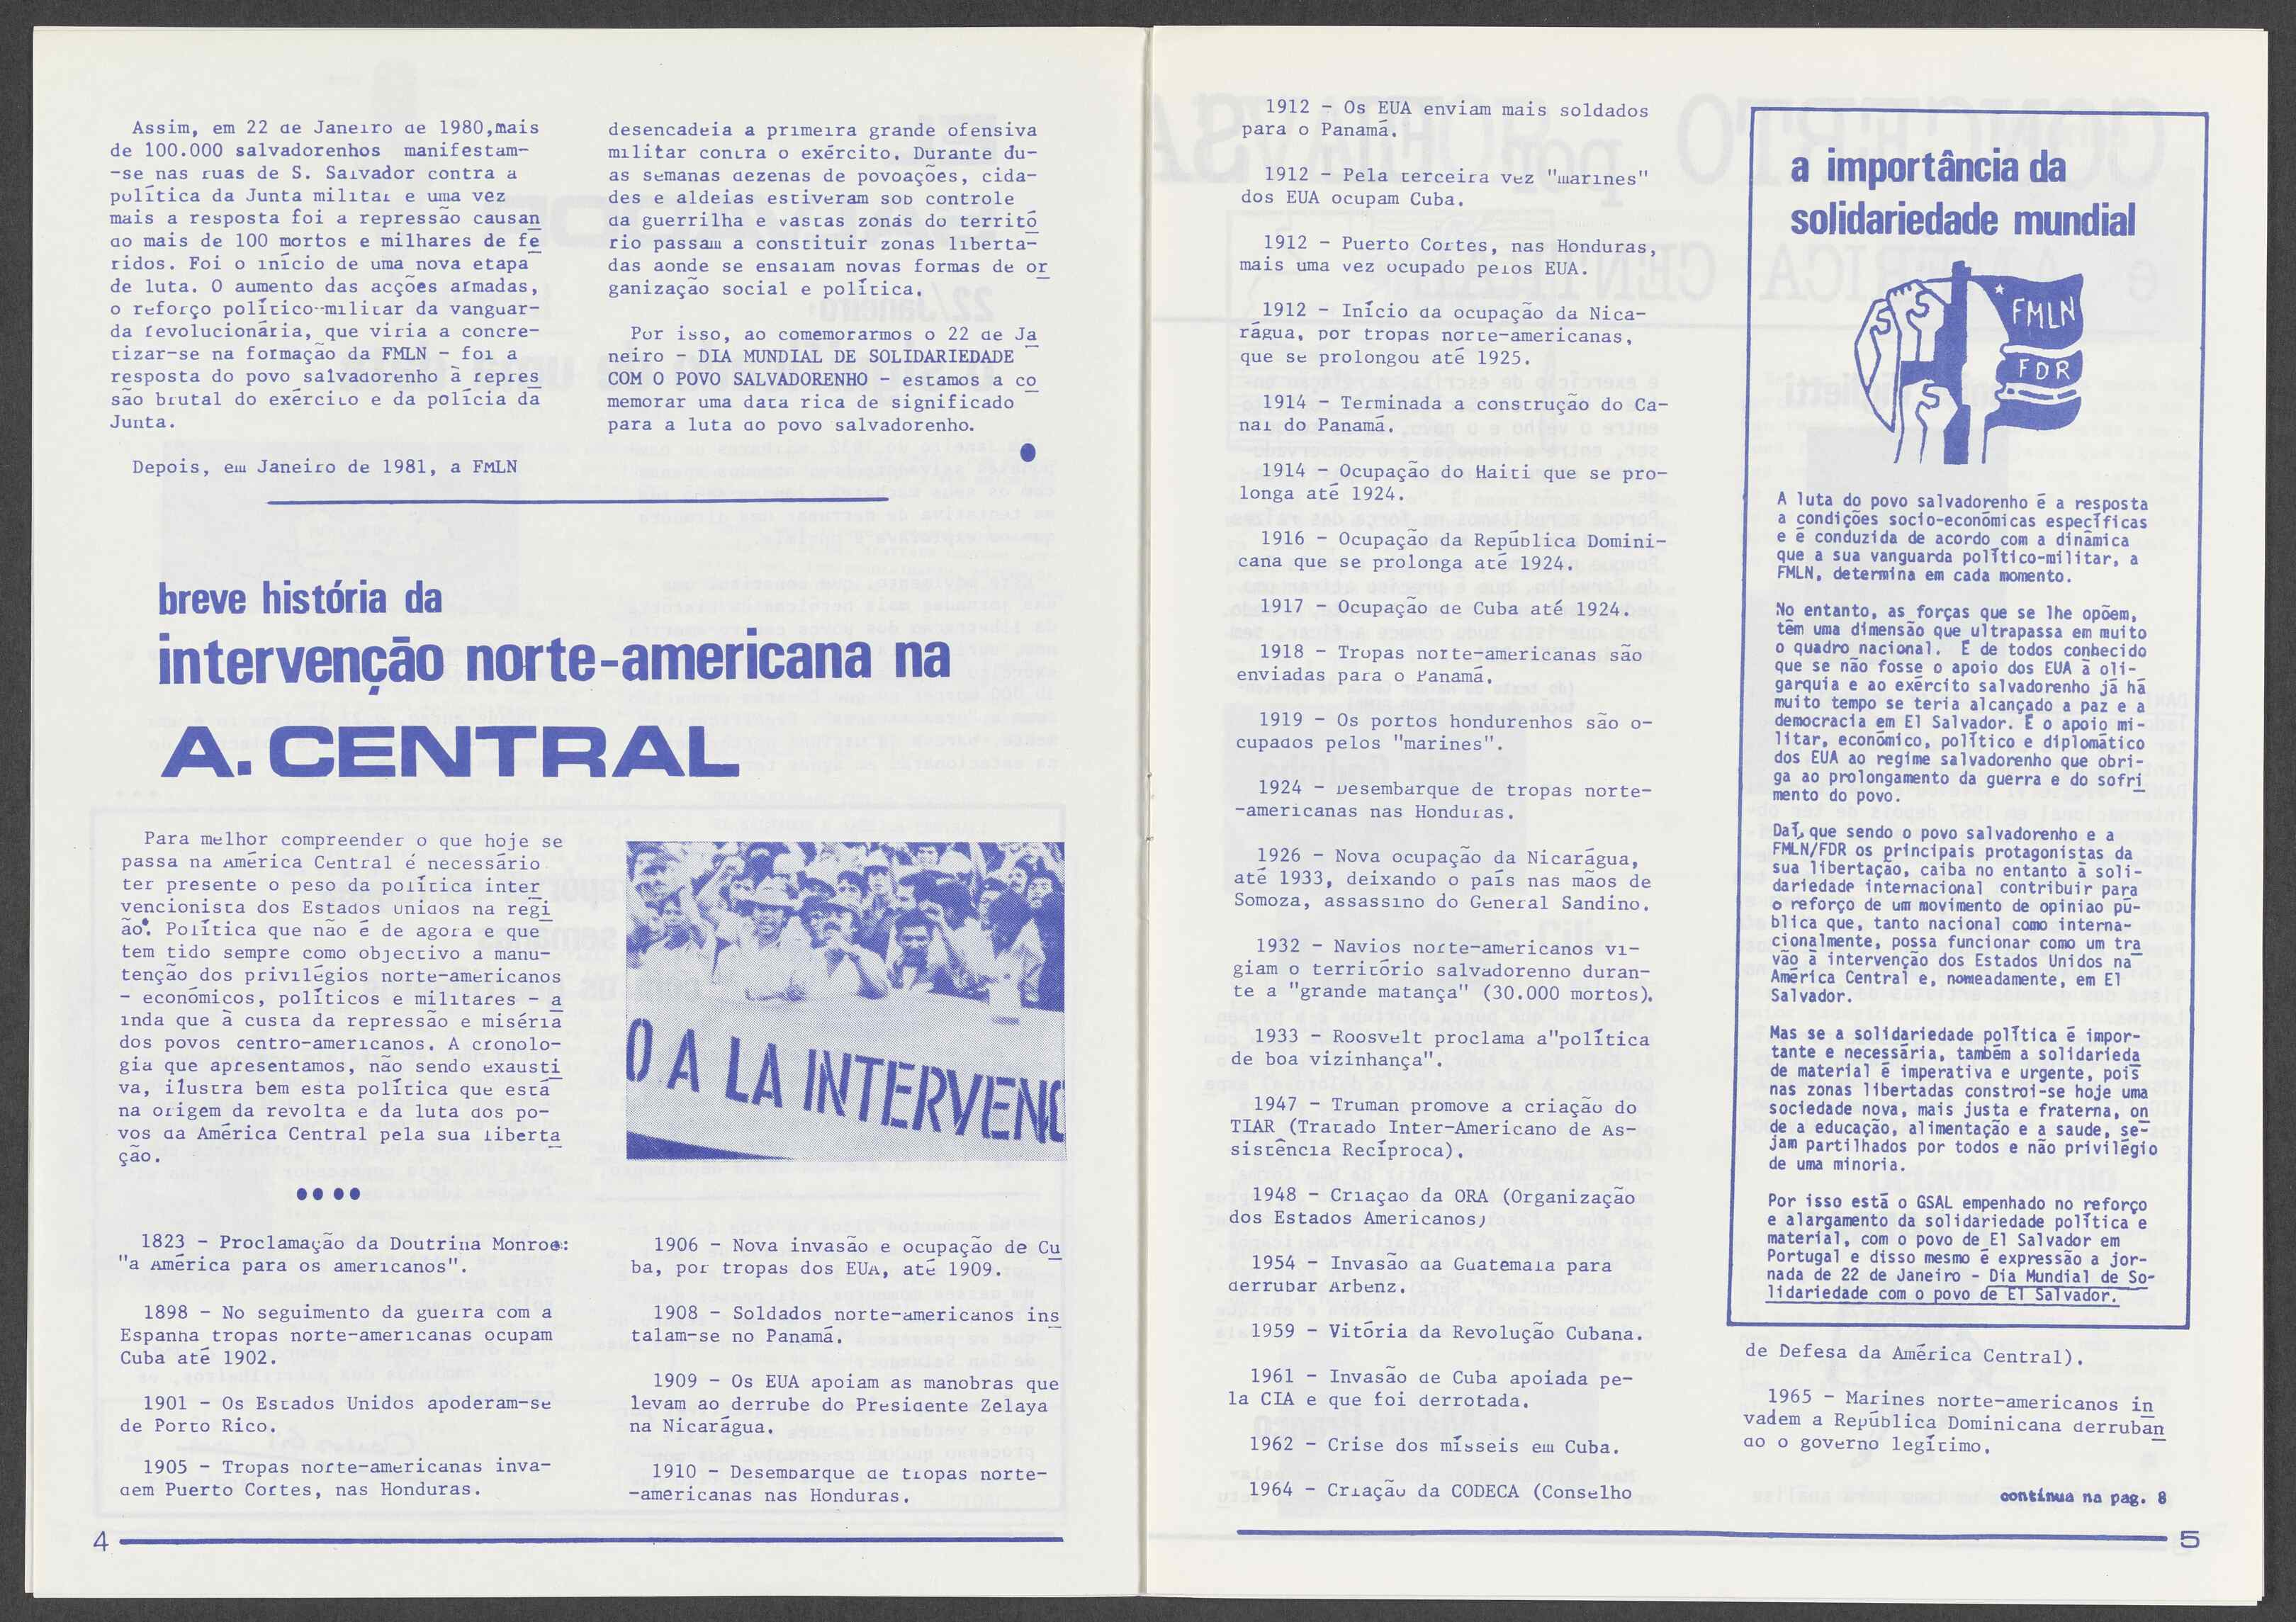 Assim, em 22 de Janeiro de 1980,mais
de 100.000 salvadorenhos manifestam-
-se nas ruas de S. Salvador contra a
política da Junta militar e uma vez
mais a resposta foi a repressão causan
do mais de 100 mortos e milhares de fe
ridos. Foi o início de uma nova etapa
de luta. O aumento das acções armadas,
o reforço político-militar da vanguar-
da revolucionária, que viria a concre-
tizar-se na formação da FMLN - foi a
resposta do povo salvadorenho à repres
são brutal do exército e da polícia da
Junta.
Depois, em Janeiro de 1981, a FMLN
desencadeia a primeira grande ofensiva
militar contra o exército. Durante du-
as semanas dezenas de povoações, cida-
des e aldeias estiveram sob controle
da guerrilha e vastas zonas do territó
rio passam a constituir zonas liberta-
das aonde se ensaiam novas formas de or
ganização social e política.
Por isso, ao comemorarmos o 22 de Ja
neiro - DIA MUNDIAL DE SOLIDARIEDADE
COM O POVO SALVADORENHO - estamos a co
memorar uma data rica de significado
para a luta do povo salvadorenho.
breve história da
intervenção norte-americana na
A. CENTRAL
Para melhor compreender o que hoje se
passa na América Central é necessário
ter presente o peso da política inter
vencionista dos Estados Unidos na regi
ão. Política que não é de agora e que
tem tido sempre como objectivo a manu-
tenção dos privilégios norte-americanos
- económicos, políticos e militares - a
inda que à custa da repressão e miséria
dos povos centro-americanos. A cronolo-
gia que apresentamos, não sendo exausti
va, ilustra bem esta política que está
na origem da revolta e da luta dos po-
vos da América Central pela sua liberta
ção.
O A LA INTERVENC
1823 - Proclamação da Doutrina Monroe:
"a América para os americanos".
1898 - No seguimento da guerra com a
Espanha tropas norte-americanas ocupam
Cuba até 1902.
1901 - Os Estados Unidos apoderam-se
de Porto Rico.
1905 - Tropas norte-americanas inva-
dem Puerto Cortes, nas Honduras.
1906 - Nova invasão e ocupação de Cu
ba, por tropas dos EUA, até 1909.
1908 - Soldados norte-americanos ins
talam-se no Panamá.
1909 - Os EUA apoiam as manobras que
levam ao derrube do Presidente Zelaya
na Nicarágua.
1910 - Desembarque de tropas norte-
-americanas nas Honduras.
4
1912 - Os EUA enviam mais soldados
para o Panamá.
1912 - Pela terceira vez "marines"
dos EUA ocupam Cuba.
1912 - Puerto Cortes, nas Honduras,
mais uma vez ocupado pelos EUA.
1912 - Início da ocupação da Nica-
rágua, por tropas norte-americanas,
que se prolongou até 1925.
1914 - Terminada a construção do Ca-
nal do Panamá.
1914 - Ocupação do Haiti que se pro-
longa até 1924.
1916 - Ocupação da República Domini-
cana que se prolonga até 1924.
1917 - Ocupação de Cuba até 1924.
1918 - Tropas norte-americanas são
enviadas para o Panamá.
1919 - Os portos hondurenhos são o-
cupados pelos "marines".
1924 - Desembarque de tropas norte-
-americanas nas Honduras.
1926 - Nova ocupação da Nicarágua,
até 1933, deixando o país nas mãos de
Somoza, assassino do General Sandino.
1932 - Navios norte-americanos vi-
giam o território salvadorenno duran-
te a "grande matança" (30.000 mortos).
1933 - Roosvelt proclama a"política
de boa vizinhança".
1947 - Truman promove a criação do
TIAR (Tratado Inter-Americano de As-
sistência Recíproca).
1948 - Criaçao da ORA (Organização
dos Estados Americanos)
1954 - Invasão da Guatemala para
derrubar Arbenz.
1959 - Vitória da Revolução Cubana.
1961 - Invasão de Cuba apoiada pe-
la CIA e que foi derrotada.
1962 - Crise dos mísseis em Cuba.
1964 - Criação da CODECA (Conselho
a importância da
solidariedade mundial
FMLN
FDR
A luta do povo salvadorenho é a resposta
a condições socio-económicas específicas
e é conduzida de acordo com a dinâmica
que a sua vanguarda político-militar, a
FMLN, determina em cada momento.
No entanto, as forças que se lhe opõem,
têm uma dimensão que ultrapassa em muito
o quadro nacional. É de todos conhecido
que se não fosse o apoio dos EUA à oli-
garquia e ao exército salvadorenho já há
muito tempo se teria alcançado a paz e a
democracia em El Salvador. É o apoio mi-
litar, económico, político e diplomático
dos EUA ao regime salvadorenho que obri-
ga ao prolongamento da guerra e do sofri
mento do povo.
Daí, que sendo o povo salvadorenho e a
FMLN/FDR os principais protagonistas da
sua libertação, caiba no entanto à soli-
dariedade internacional contribuir para
o reforço de um movimento de opiniao pú-
blica que, tanto nacional como interna-
cionalmente, possa funcionar como um tra
vão à intervenção dos Estados Unidos na
América Central e, nomeadamente, em El
Salvador.
Mas se a solidariedade política é impor-
tante e necessária, também a solidarieda
de material é imperativa e urgente, pois
nas zonas libertadas constroi-se hoje uma
sociedade nova, mais justa e fraterna, on
de a educação, alimentação e a saude, se-
jam partilhados por todos e não privilégio
de uma minoria.
Por isso está o GSAL empenhado no reforço
e alargamento da solidariedade política e
material, com o povo de El Salvador em
Portugal e disso mesmo é expressão a jor-
nada de 22 de Janeiro - Dia Mundial de So-
lidariedade com o povo de El Salvador.
de Defesa da América Central).
1965 - Marines norte-americanos in
vadem a República Dominicana derruban
do o governo legítimo.
continua na pag. 8
5